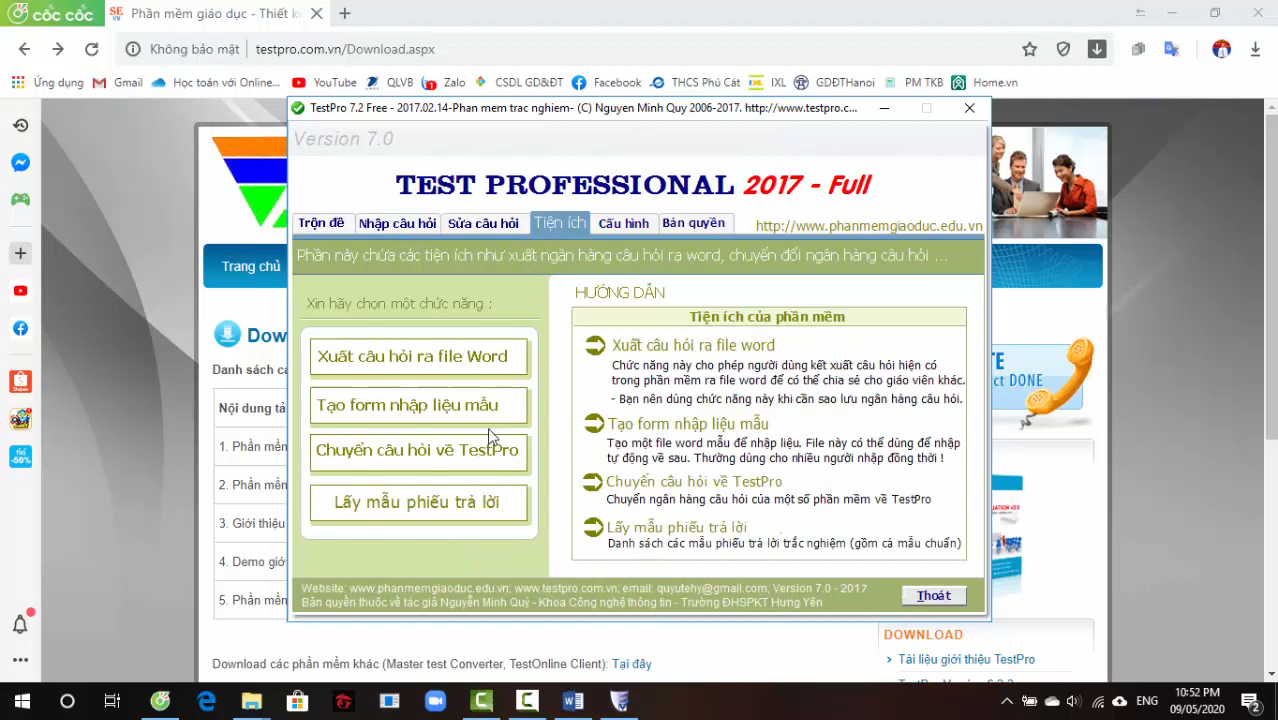 cốc cốc
Phần mềm giáo dục - Thiết kế
Không bảo mật
testpro.com.vn/Download.aspx
Ứng dụng
Gmail
Học toán với Online...
YouTube
QLVB
Zalo
CSDL GD&ĐT
Facebook
THCS Phú Cát
IXL
GDĐTHanoi
PM TKB
Home.vn
TestPro 7.2 Free - 2017.02.14-Phan mem trac nghiem- (C) Nguyen Minh Quy 2006-2017. http://www.testpro.c...
Version 7.0
TEST PROFESSIONAL 2017 - Full
Trộn đề
Nhập câu hỏi
Sửa câu hỏi
Tiện ích
Cấu hình
Bản quyền
http://www.phanmemgiaoduc.edu.vn
Phần này chứa các tiện ích như xuất ngân hàng câu hỏi ra word, chuyển đổi ngân hàng câu hỏi ...
Xin hãy chọn một chức năng :
Xuất câu hỏi ra file Word
Tạo form nhập liệu mẫu
Chuyển câu hỏi về TestPro
Lấy mẫu phiếu trả lời
HƯỚNG DẪN
Tiện ích của phần mềm
Xuất câu hỏi ra file word
Chức năng này cho phép người dùng kết xuất câu hỏi hiện có
trong phần mềm ra file word để có thể chia sẻ cho giáo viên khác.
- Bạn nên dùng chức năng này khi cần sao lưu ngân hàng câu hỏi.
Tạo form nhập liệu mẫu
Tạo một file word mẫu để nhập liệu. File này có thể dùng để nhập
tự động về sau. Thường dùng cho nhiều người nhập đồng thời !
Chuyển câu hỏi về TestPro
Chuyển ngân hàng câu hỏi của một số phần mềm về TestPro
Lấy mẫu phiếu trả lời
Danh sách các mẫu phiếu trả lời trắc nghiệm (gồm cả mẫu chuẩn)
Website: www.phanmemgiaoduc.edu.vn; www.testpro.com.vn; email: quyutehy@gmail.com; Version 7.0 - 2017
Bản quyền thuộc về tác giả Nguyễn Minh Quý - Khoa Công nghệ thông tin - Trường ĐHSPKT Hưng Yên
Thoát
Trang chủ
Dow
Danh sách cá
Nội dung tả
1. Phần mềm
2. Phần mềm
3. Giới thiệu
4. Demo giớ
5. Phần mềm
Download các phần mềm khác (Master test Converter, TestOnline Client): Tại đây
ct DONE
DOWNLOAD
Tài liệu giới thiệu TestPro
ENG
10:52 PM
09/05/2020
2